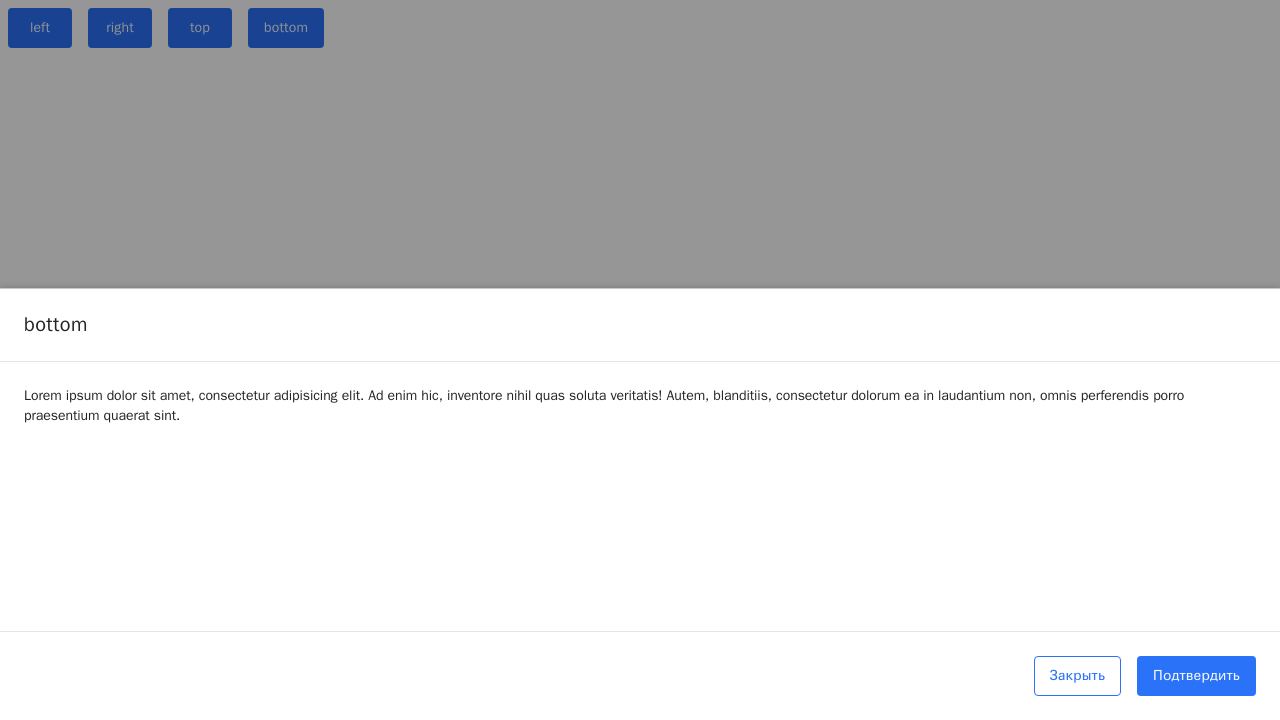 left
right
top
bottom
bottom
Lorem ipsum dolor sit amet, consectetur adipisicing elit. Ad enim hic, inventore nihil quas soluta veritatis! Autem, blanditiis, consectetur dolorum ea in laudantium non, omnis perferendis porro
praesentium quaerat sint.
Закрыть
Подтвердить